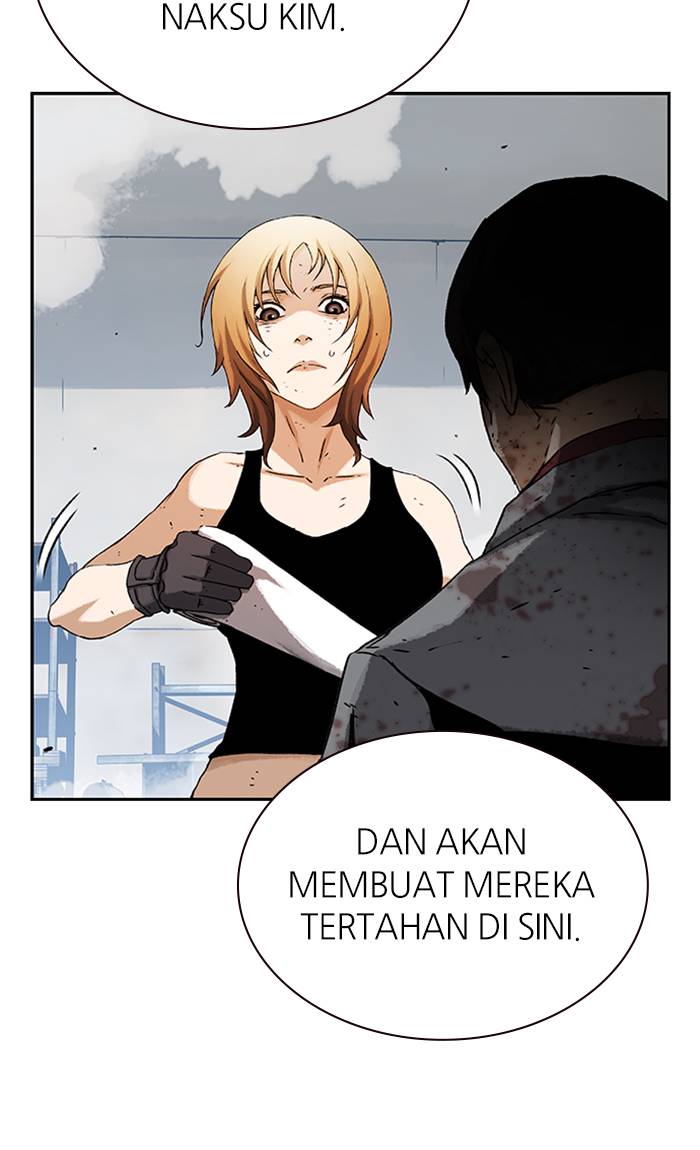 NAKSU KIM.
DAN AKAN
MEMBUAT MEREKA
TERTAHAN DI SINI.